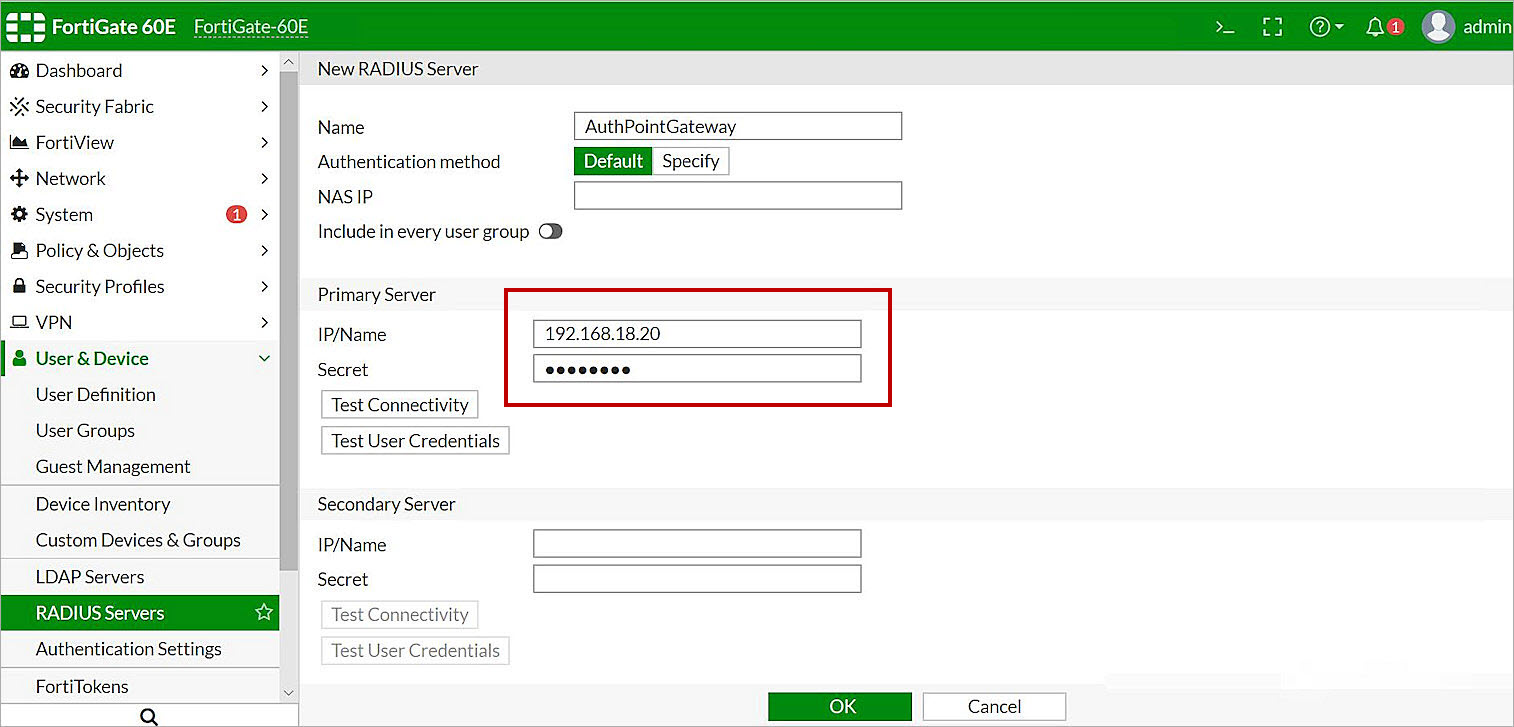 FortiGate 60E FortiGate-60E >_ ? 1 admin
Dashboard
Security Fabric
FortiView
Network
System 1
Policy & Objects
Security Profiles
VPN
User & Device
User Definition
User Groups
Guest Management
Device Inventory
Custom Devices & Groups
LDAP Servers
RADIUS Servers
Authentication Settings
FortiTokens
New RADIUS Server
Name AuthPointGateway
Authentication method Default Specify
NAS IP
Include in every user group
Primary Server
IP/Name 192.168.18.20
Secret ●●●●●●●●
Test Connectivity
Test User Credentials
Secondary Server
IP/Name
Secret
Test Connectivity
Test User Credentials
OK Cancel